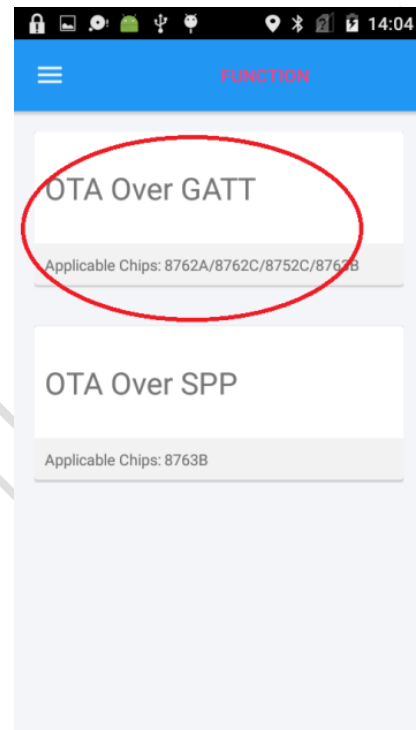 14:04
FUNCTION
OTA Over GATT
Applicable Chips: 8762A/8762C/8752C/8763B
OTA Over SPP
Applicable Chips: 8763B